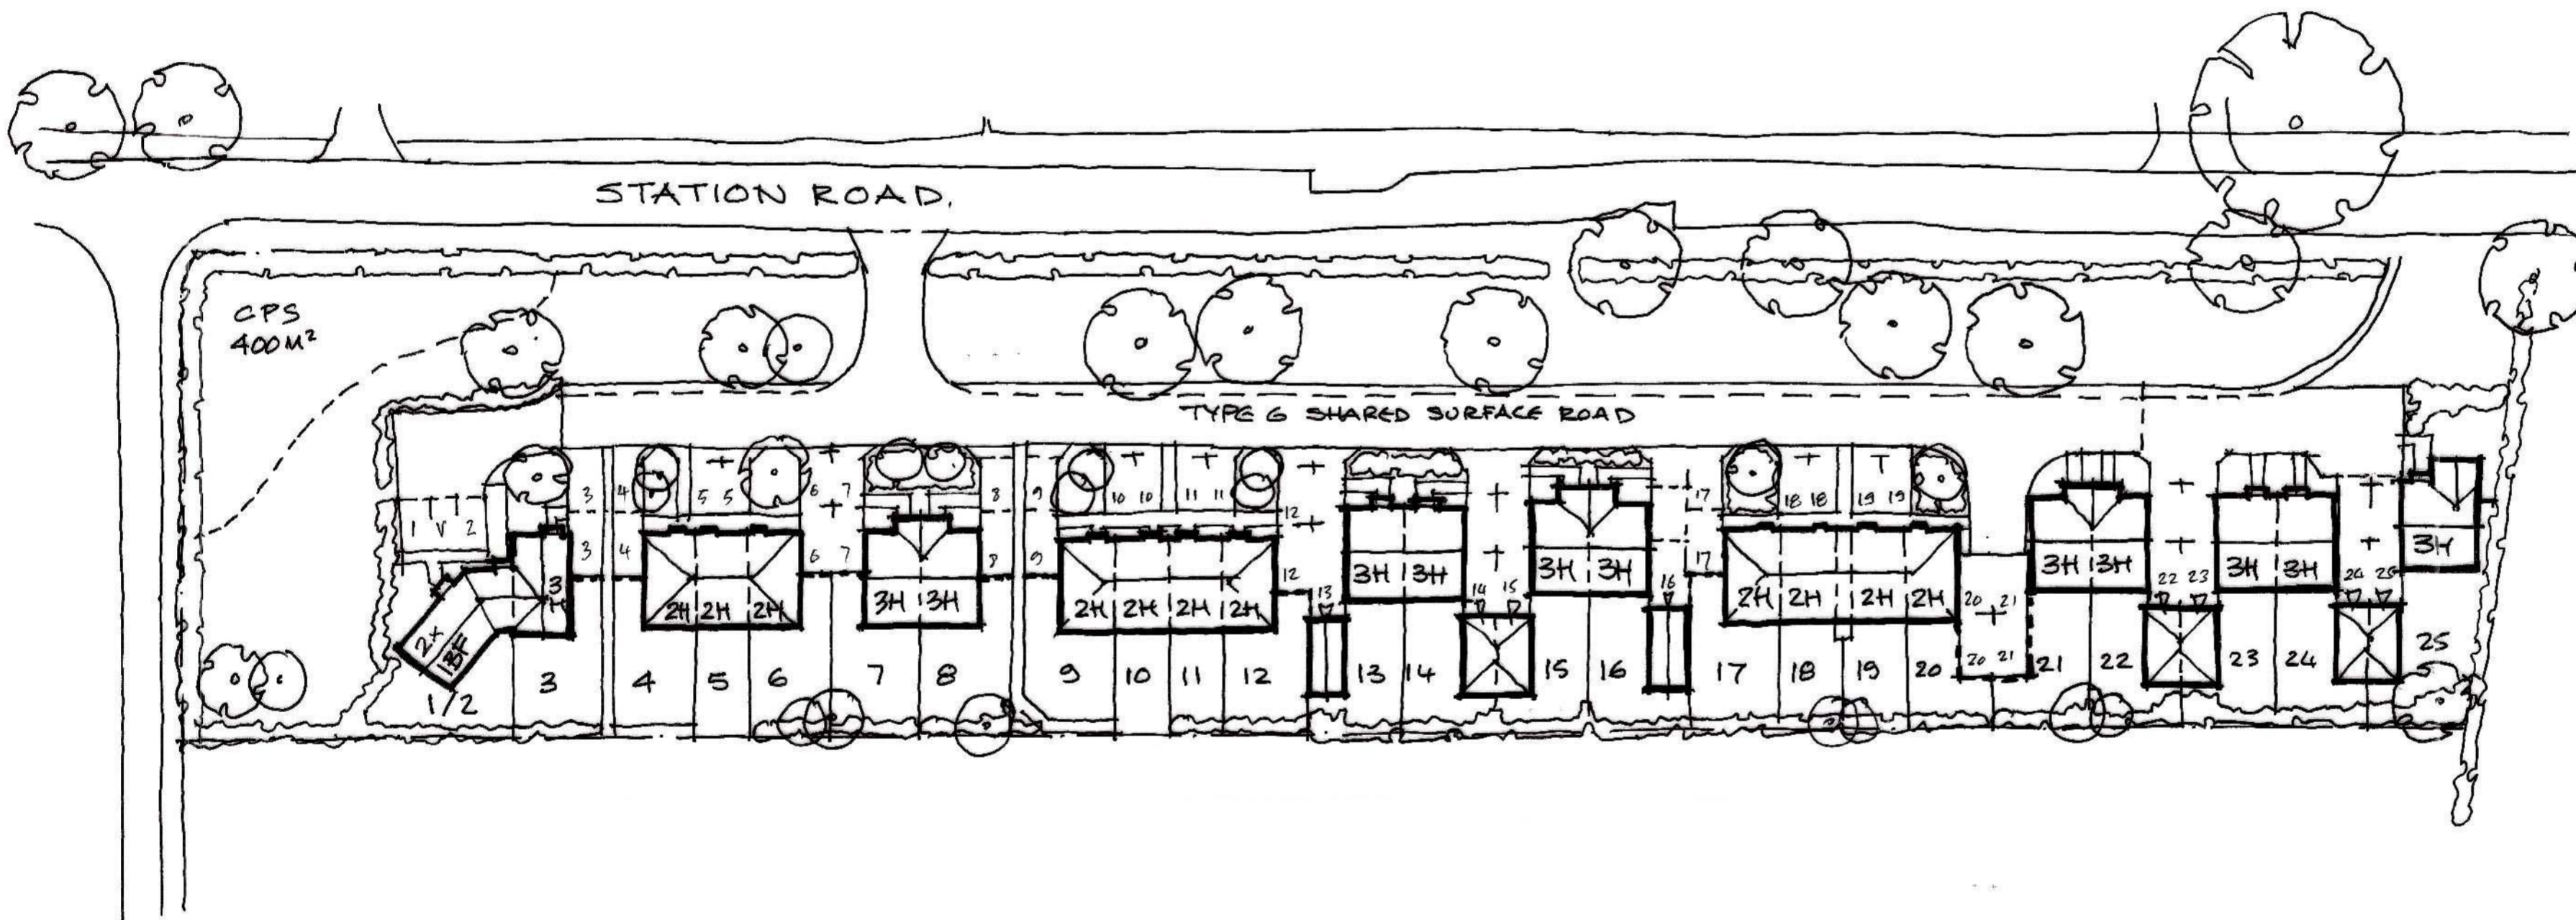 STATION ROAD.
CPS
400M²
TYPE 6 SHARED SURFACE ROAD
3 4 5 5 6 7 8 9 10 10 11 11 12 17 18 18 19 19
1 V 2
3 4 6 7 8 9 12 13 14 15 16 17 20 21 22 23 24 25
2x
1BF
3H
2H 2H 2H
3H 3H
2H 2H 2H 2H
3H 3H
3H 3H
2H 2H 2H 2H
3H 3H
3H 3H
3H
20 21
1/2 3 4 5 6 7 8 9 10 11 12 13 14 15 16 17 18 19 20 21 22 23 24 25